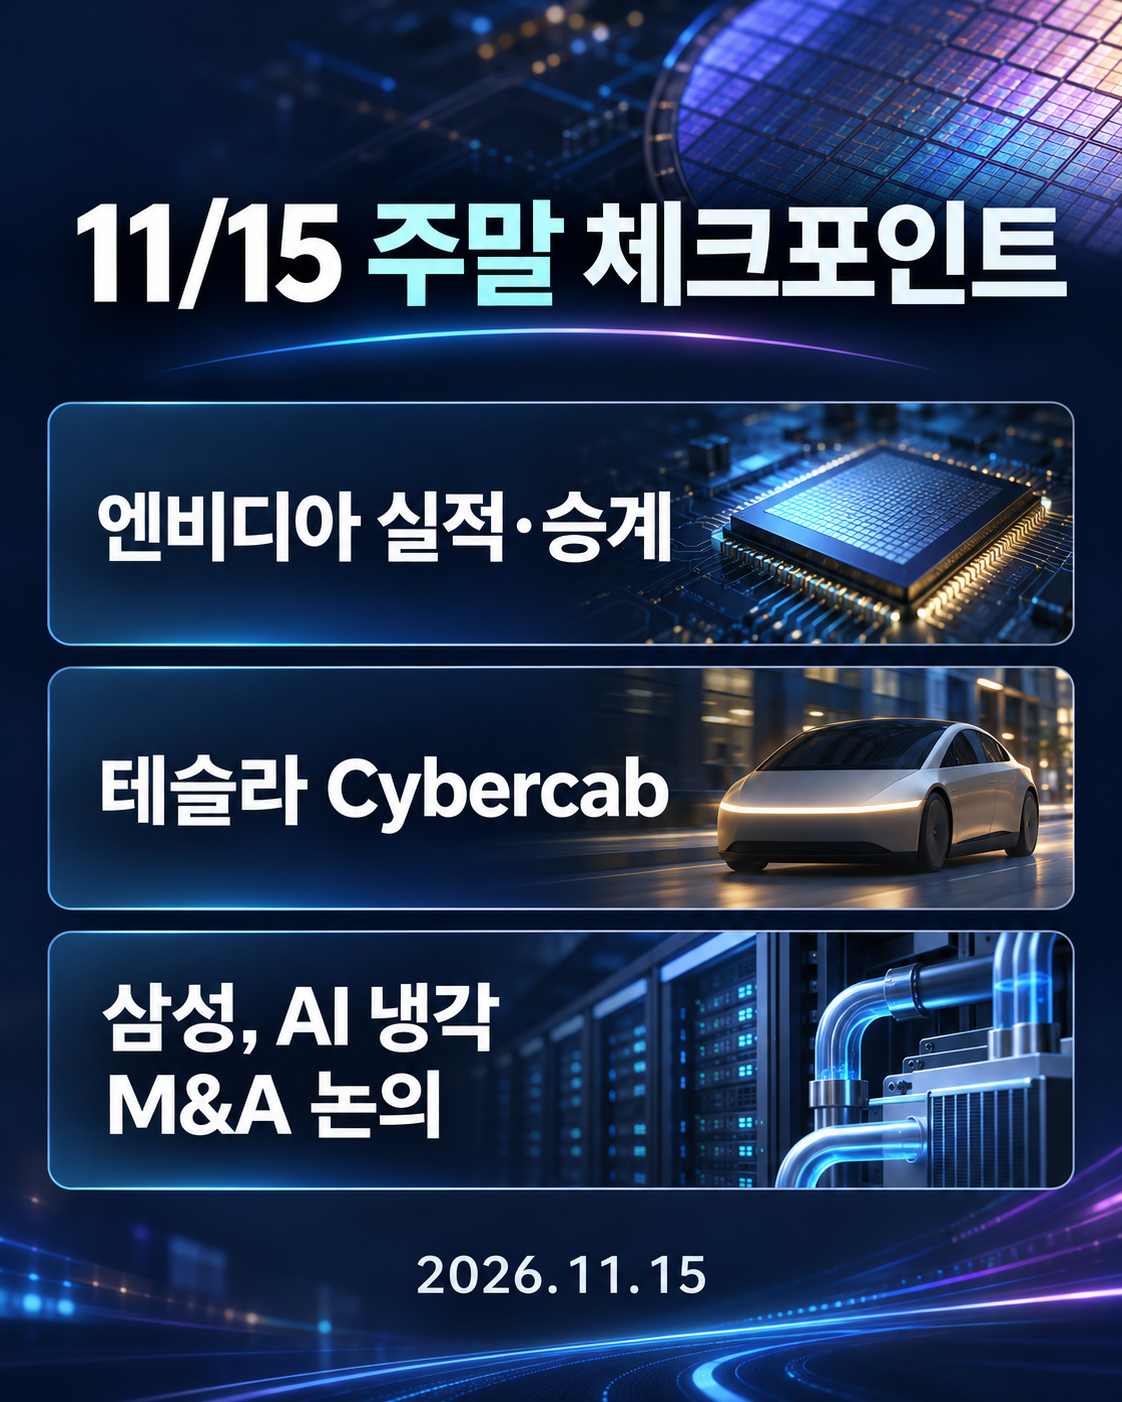 11/15 주말 체크포인트
엔비디아 실적·승계
테슬라 Cybercab
삼성, AI 냉각
M&A 논의
2026.11.15